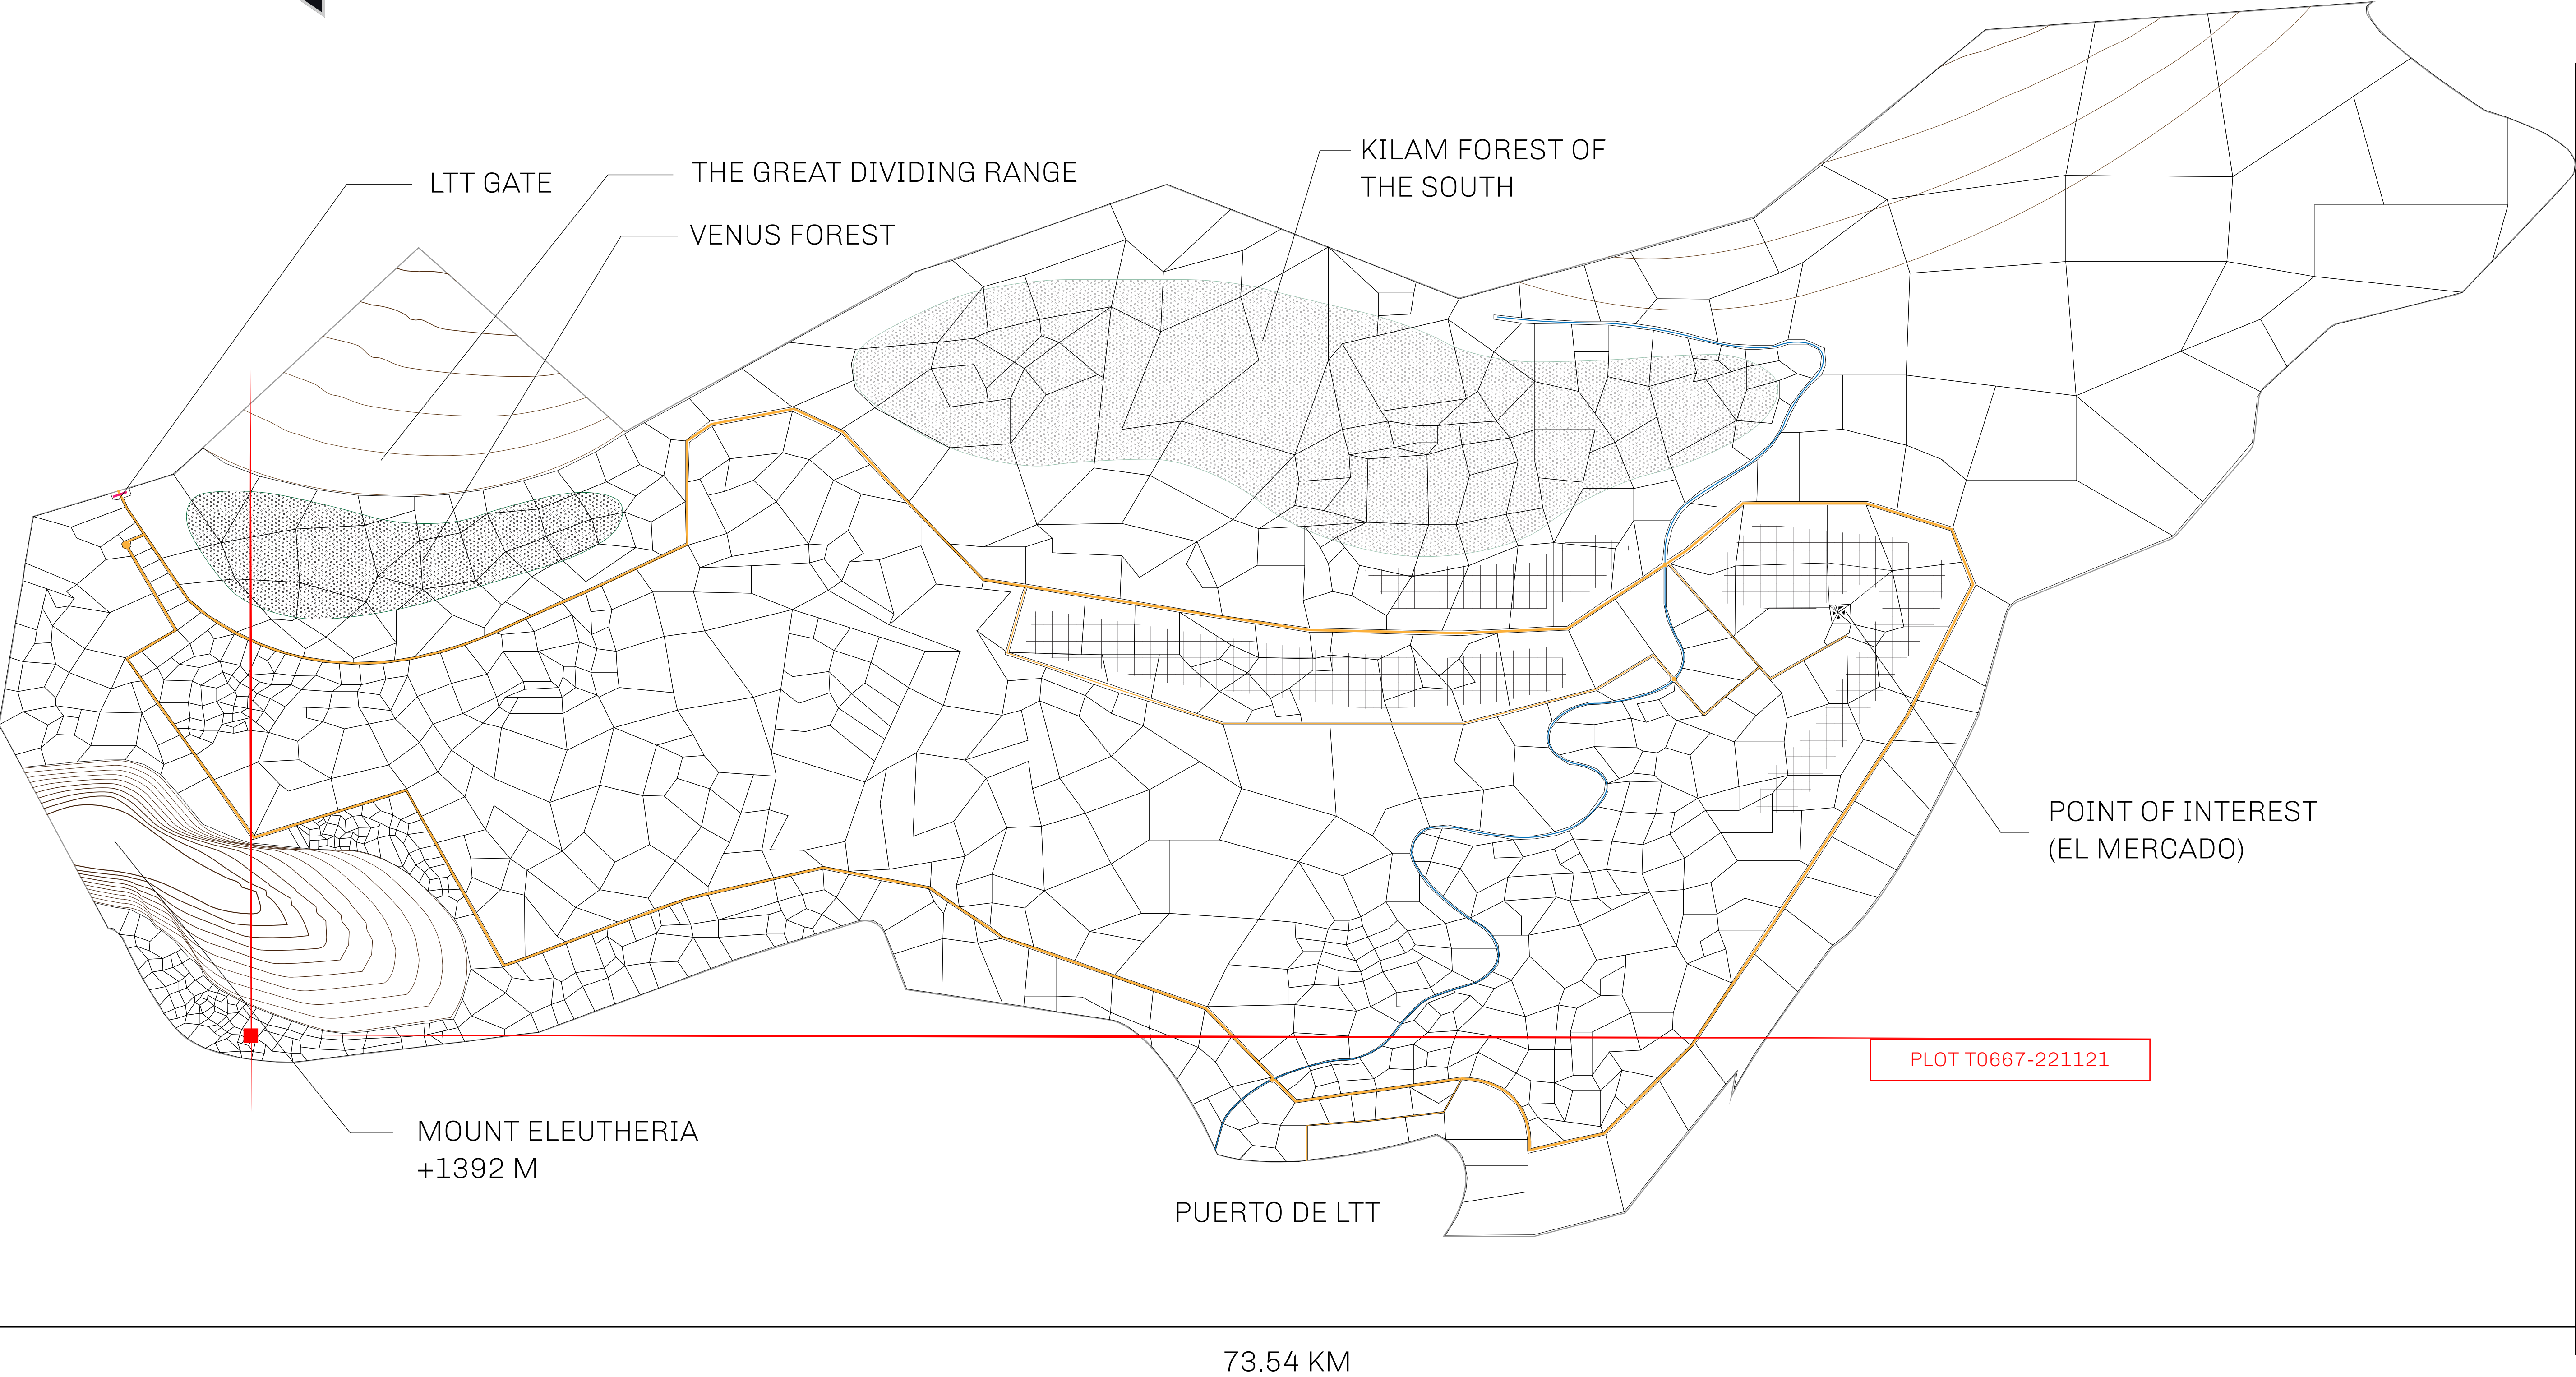 KILAM FOREST OF
THE SOUTH
THE GREAT DIVIDING RANGE
LTT GATE
VENUS FOREST
POINT OF INTEREST
(EL MERCADO)
PLOT T0667-221121
MOUNT ELEUTHERIA
+1392 M
PUERTO DE LTT
73.54 KM